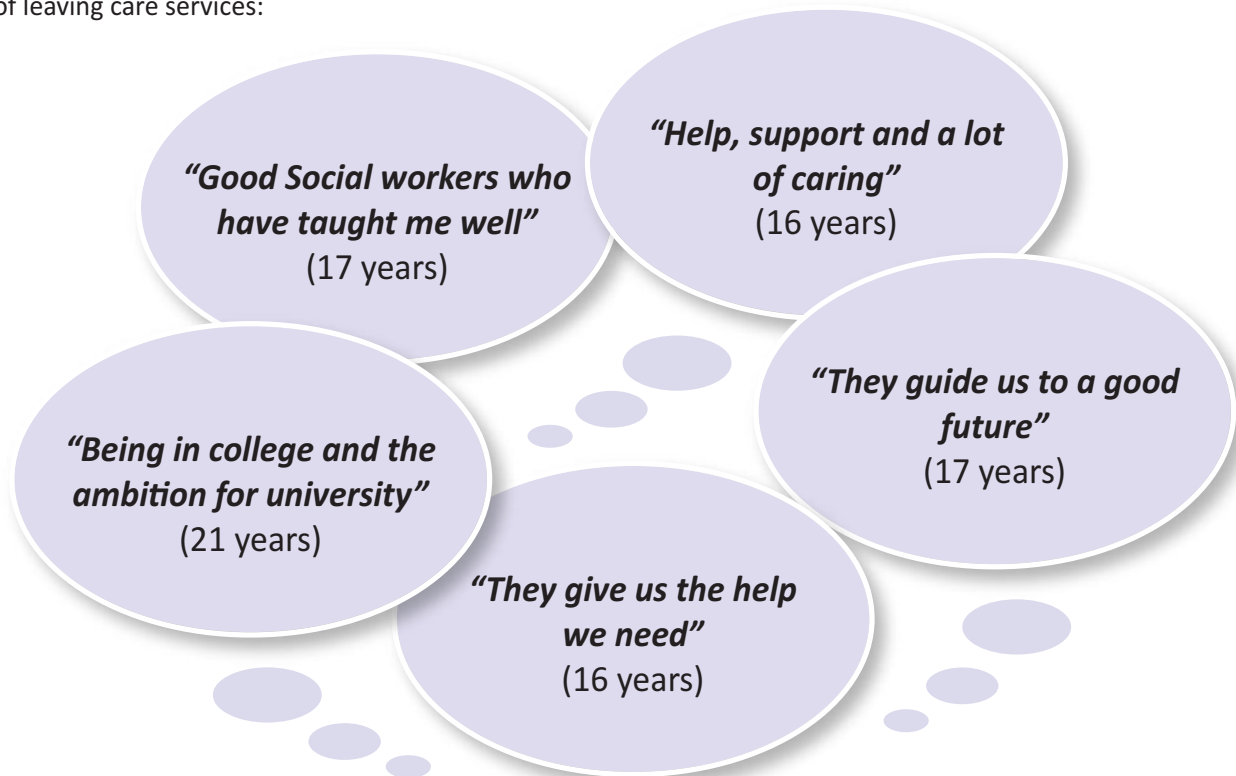 of leaving care services:
“Good Social workers who
have taught me well”
(17 years)
“Help, support and a lot
of caring”
(16 years)
“They guide us to a good
future”
(17 years)
“Being in college and the
ambition for university”
(21 years)
“They give us the help
we need”
(16 years)